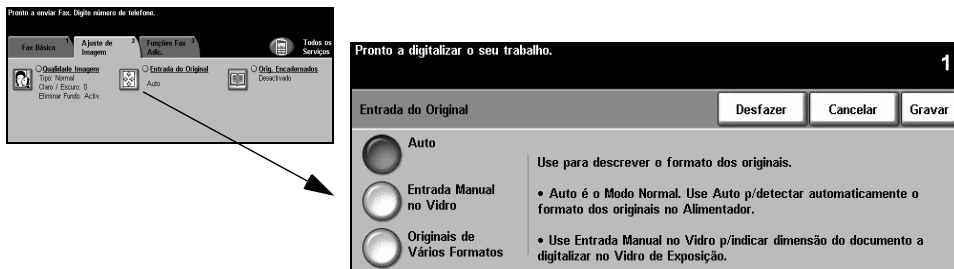 Pronto a enviar Fax. Digite número de telefone.
Fax Básico 1
Ajuste de Imagem 2
Funções Fax Adic. 3
Todos os Serviços
Qualidade Imagem
Tipo: Normal
Claro / Escuro: 0
Eliminar Fundo: Activ.
Entrada do Original
Auto
Orig. Encadernados
Desactivado
Pronto a digitalizar o seu trabalho.
1
Entrada do Original
Desfazer
Cancelar
Gravar
Auto
Entrada Manual
no Vidro
Originais de
Vários Formatos
Use para descrever o formato dos originais.
• Auto é o Modo Normal. Use Auto p/detectar automaticamente o
formato dos originais no Alimentador.
• Use Entrada Manual no Vidro p/indicar dimensão do documento a
digitalizar no Vidro de Exposição.